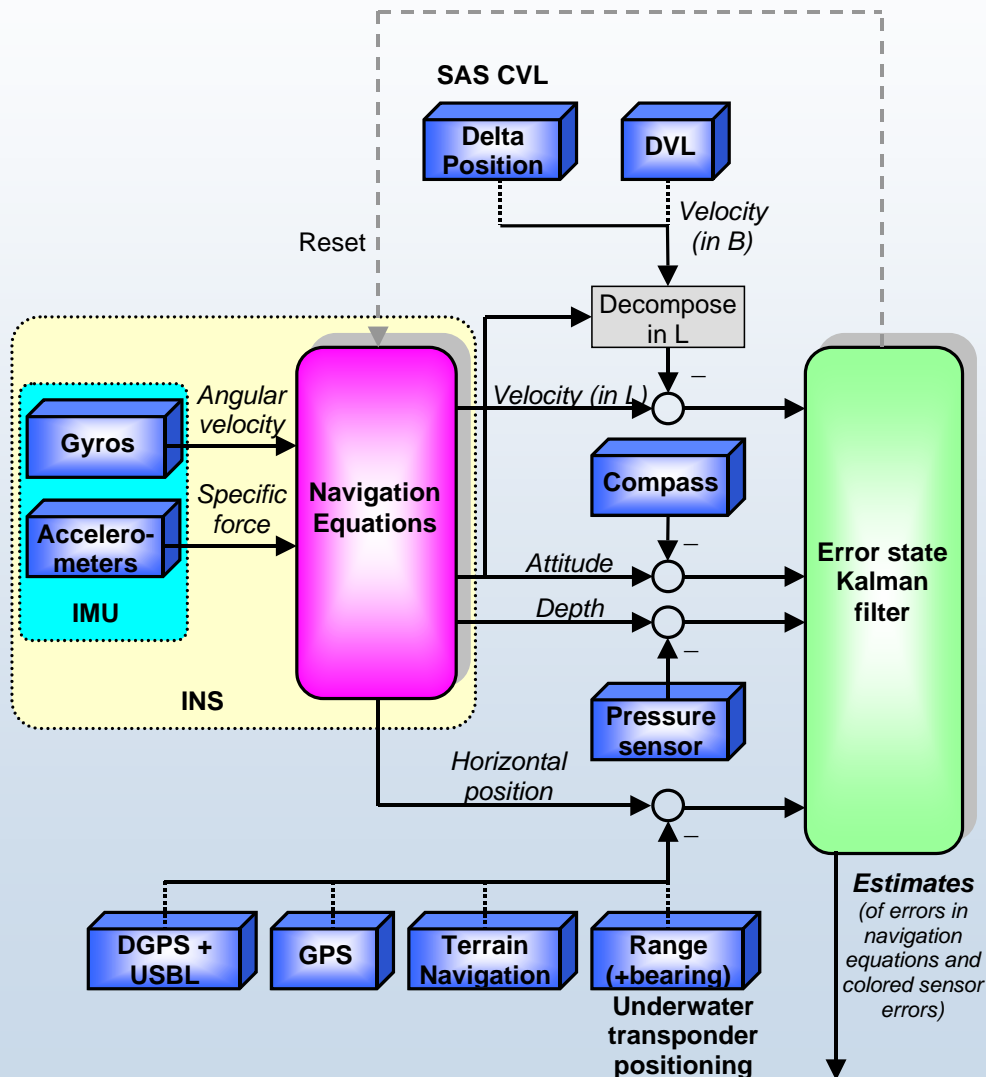 SAS CVL
Delta
Position
DVL
Velocity
(in B)
Reset
Decompose
in L
–
Angular
velocity
Velocity (in L)
Gyros
Compass
Specific
force
Navigation
Equations
Accelero-
meters
–
Error state
Kalman
filter
Attitude
IMU
Depth
–
INS
Pressure
sensor
Horizontal
position
–
Estimates
(of errors in
navigation
equations and
colored sensor
errors)
DGPS +
USBL
GPS
Terrain
Navigation
Range
(+bearing)
Underwater
transponder
positioning